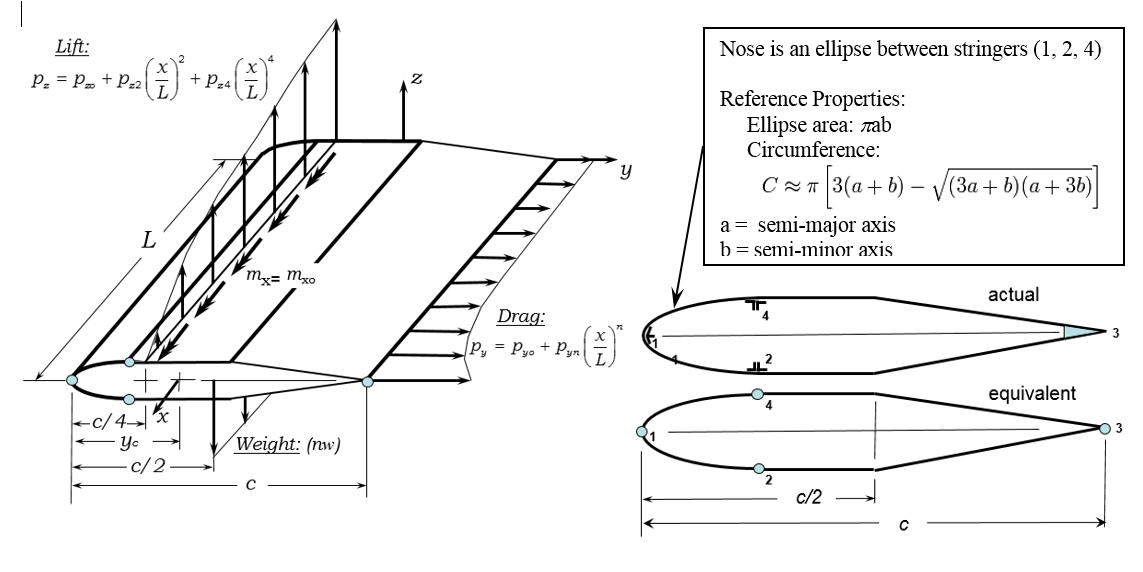 Lift:
p_z = p_zo + p_z2 (x/L)^2 + p_z4 (x/L)^4
z
y
L
m_x = m_xo
Drag:
p_y = p_yo + p_yn (x/L)^n
c/4
x
y_c
Weight: (nw)
c/2
c
Nose is an ellipse between stringers (1, 2, 4)
Reference Properties:
Ellipse area: πab
Circumference:
C ≈ π [3(a + b) − √((3a + b)(a + 3b))]
a = semi-major axis
b = semi-minor axis
actual
4
1
3
2
1
equivalent
4
1
3
2
c/2
c